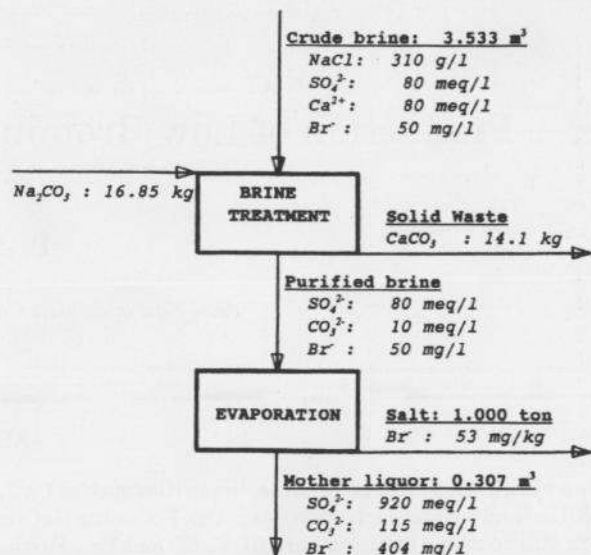 Crude brine: 3.533 m³
NaCl: 310 g/l
SO₄²⁻: 80 meq/l
Ca²⁺: 80 meq/l
Br⁻: 50 mg/l
Na₂CO₃ : 16.85 kg
BRINE
TREATMENT
Solid Waste
CaCO₃ : 14.1 kg
Purified brine
SO₄²⁻: 80 meq/l
CO₃²⁻: 10 meq/l
Br⁻ : 50 mg/l
EVAPORATION
Salt: 1.000 ton
Br⁻ : 53 mg/kg
Mother liquor: 0.307 m³
SO₄²⁻: 920 meq/l
CO₃²⁻: 115 meq/l
Br⁻ : 404 mg/l